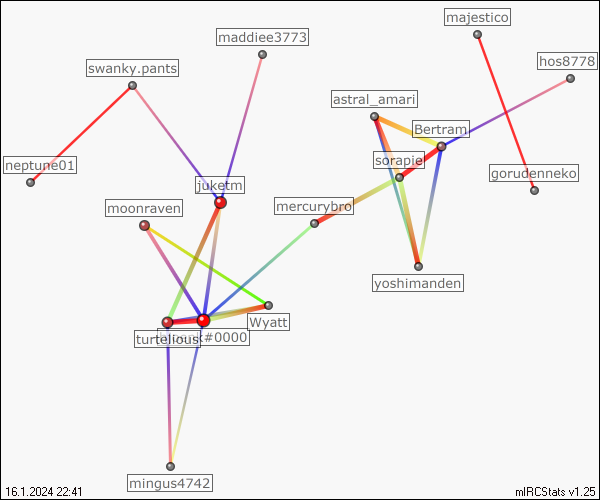 majestico
maddiee3773
hos8778
swanky.pants
astral_amari
Bertram
sorapie
neptune01
gorudenneko
juketm
mercurybro
moonraven
yoshimanden
Wyatt
turtelious
#0000
mingus4742
16.1.2024 22:41
mIRCStats v1.25